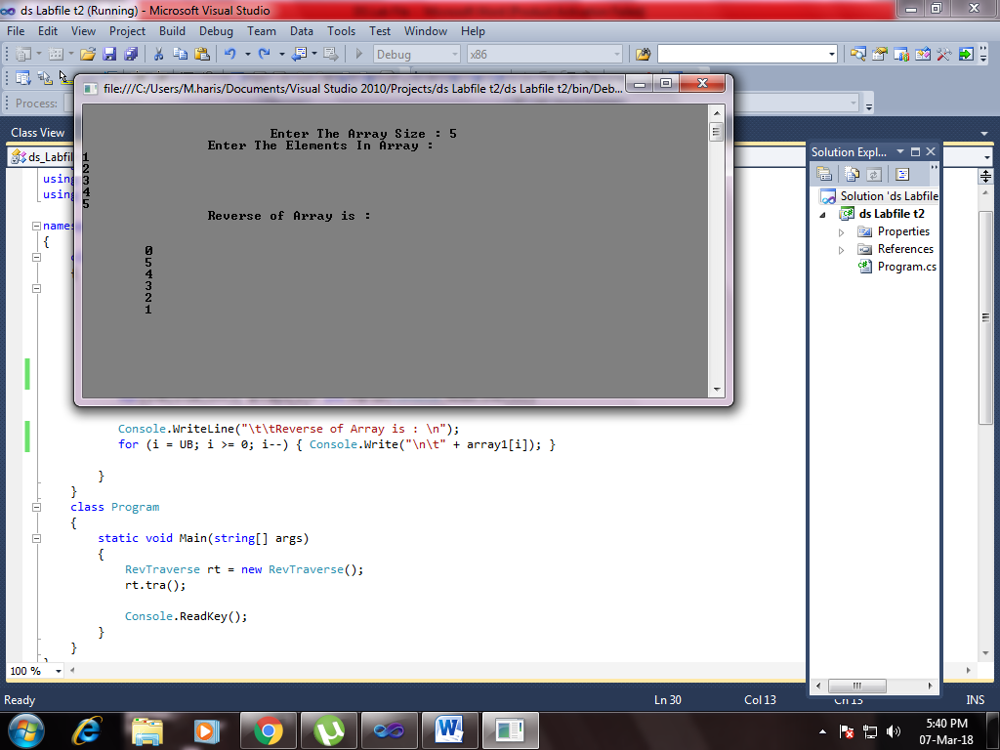 ds Labfile t2 (Running) - Microsoft Visual Studio
File Edit View Project Build Debug Team Data Tools Test Window Help
Debug x86
Process:
file:///C:/Users/M.haris/Documents/Visual Studio 2010/Projects/ds Labfile t2/ds Labfile t2/bin/Deb...
Enter The Array Size : 5
Enter The Elements In Array :
1
2
3
4
5
Reverse of Array is :
0
5
4
3
2
1
Class View
ds_Labfil
using
using
names
{
Console.WriteLine("\t\tReverse of Array is : \n");
for (i = UB; i >= 0; i--) { Console.Write("\n\t" + array1[i]); }
}
}
class Program
{
static void Main(string[] args)
{
RevTraverse rt = new RevTraverse();
rt.tra();
Console.ReadKey();
}
}
100 %
Solution Expl...
Solution 'ds Labfile
ds Labfile t2
Properties
References
Program.cs
Ready Ln 30 Col 13 Ch 13 INS
5:40 PM
07-Mar-18